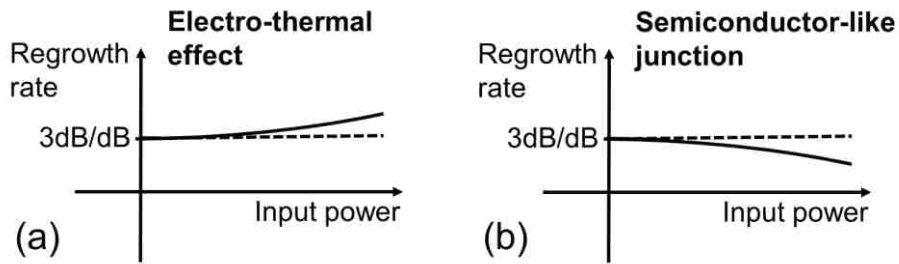 Electro-thermal
effect
Regrowth
rate
3dB/dB
Input power
(a)
Semiconductor-like
junction
Regrowth
rate
3dB/dB
Input power
(b)